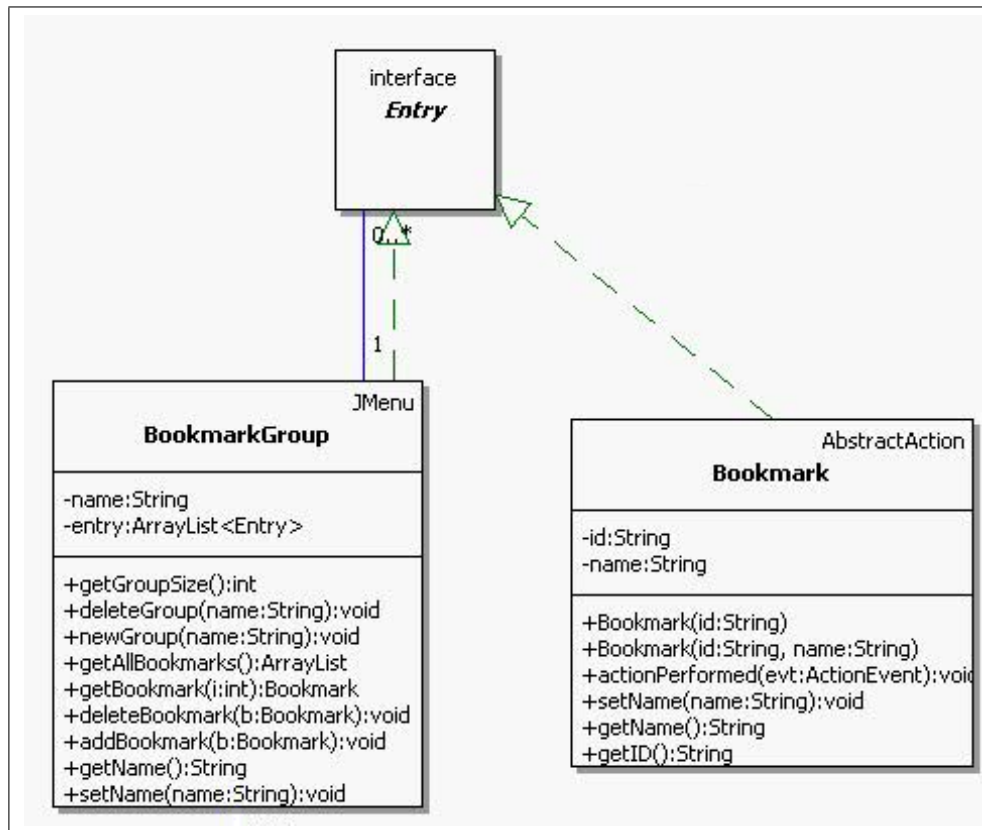 interface
Entry
0..*
1
JMenu
BookmarkGroup
-name:String
-entry:ArrayList<Entry>
+getGroupSize():int
+deleteGroup(name:String):void
+newGroup(name:String):void
+getAllBookmarks():ArrayList
+getBookmark(i:int):Bookmark
+deleteBookmark(b:Bookmark):void
+addBookmark(b:Bookmark):void
+getName():String
+setName(name:String):void
AbstractAction
Bookmark
-id:String
-name:String
+Bookmark(id:String)
+Bookmark(id:String, name:String)
+actionPerformed(evt:ActionEvent):void
+setName(name:String):void
+getName():String
+getID():String